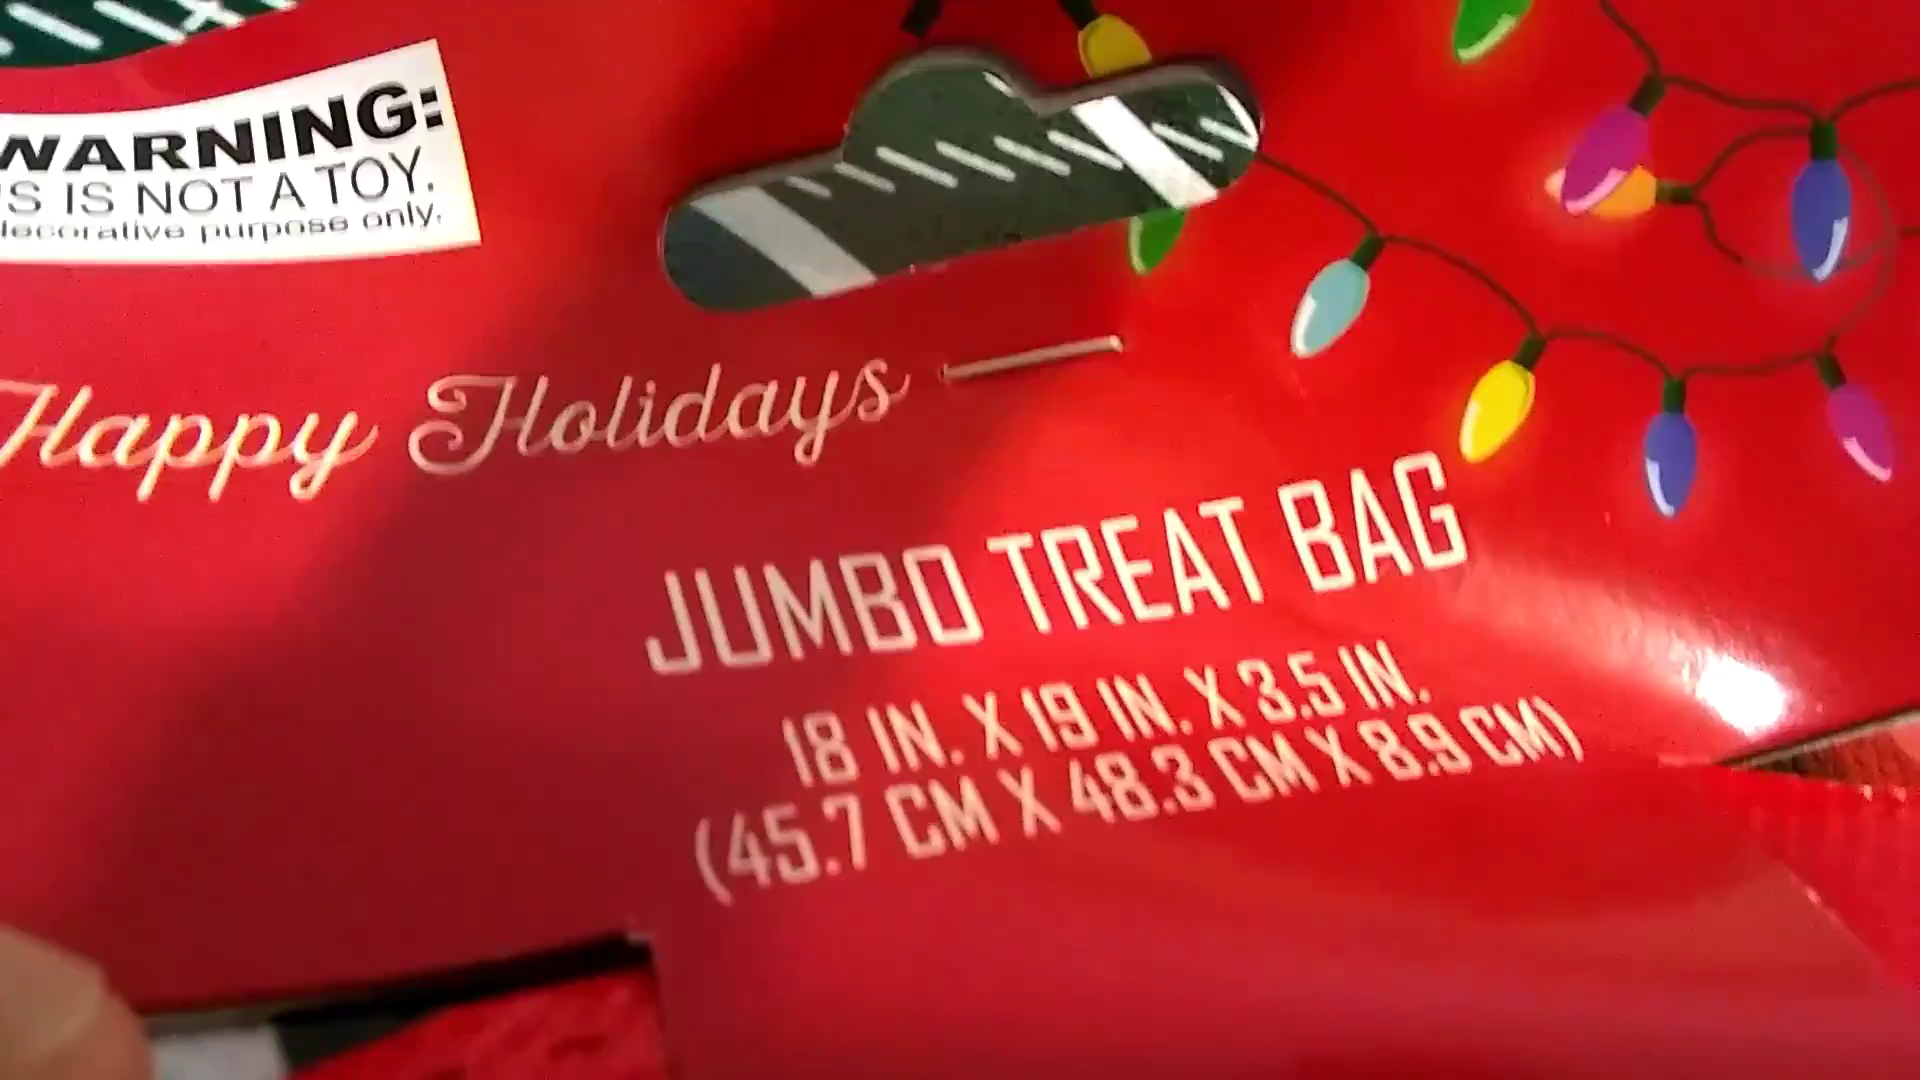 WARNING:
IS NOT A TOY.
decorative purpose only.
Happy Holidays
JUMBO TREAT BAG
18 IN. X 19 IN. X 3.5 IN.
(45.7 CM X 48.3 CM X 8.9 CM)